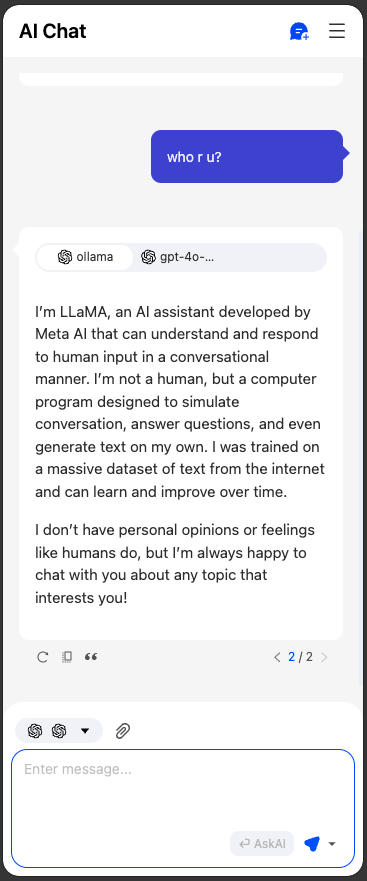 AI Chat
who r u?
ollama
gpt-4o-...
I’m LLaMA, an AI assistant developed by
Meta AI that can understand and respond
to human input in a conversational
manner. I’m not a human, but a computer
program designed to simulate
conversation, answer questions, and even
generate text on my own. I was trained on
a massive dataset of text from the internet
and can learn and improve over time.
I don’t have personal opinions or feelings
like humans do, but I’m always happy to
chat with you about any topic that
interests you!
2 / 2
Enter message...
AskAI